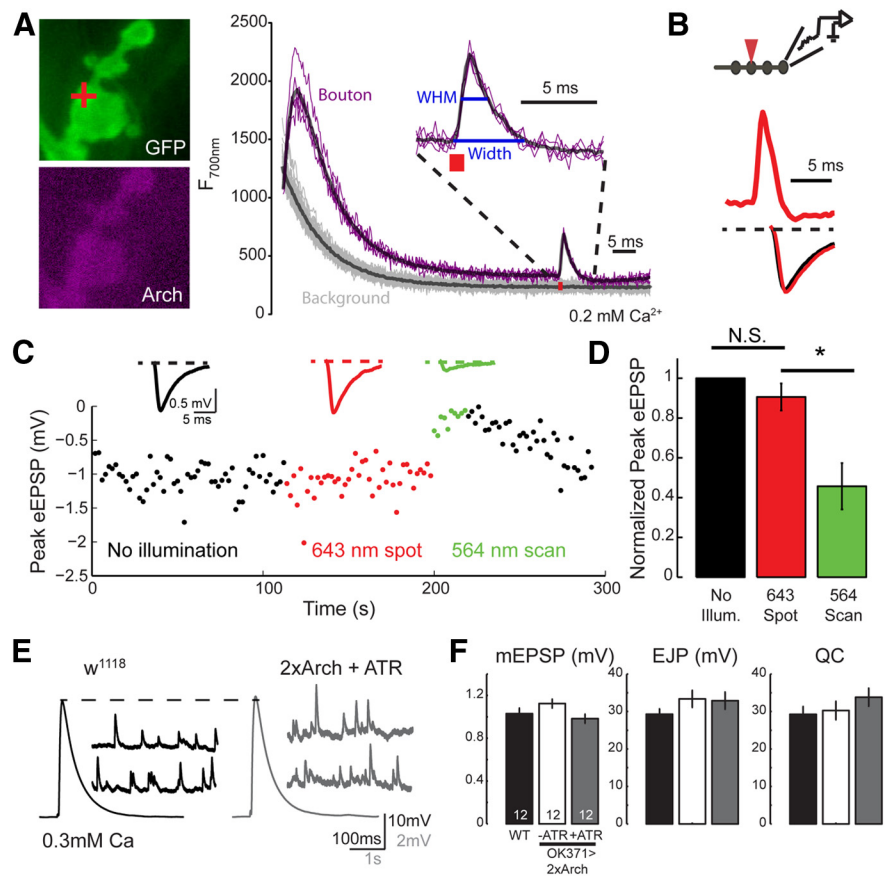 A
GFP
Arch
F700nm
2500
2000
1500
1000
500
0
Bouton
WHM
5 ms
Width
5 ms
Background
0.2 mM Ca²⁺
B
5 ms
C
0.5 mV
5 ms
Peak eEPSP (mV)
0
−0.5
−1
−1.5
−2
−2.5
No illumination
643 nm spot
564 nm scan
0
100
200
300
Time (s)
D
N.S.
*
Normalized Peak eEPSP
1
0.8
0.6
0.4
0.2
0
No Illum.
643 Spot
564 Scan
E
w¹¹¹⁸
2xArch + ATR
0.3mM Ca
10mV
100ms
2mV
1s
F
mEPSP (mV)
EJP (mV)
QC
1.2
0.8
0.4
0
12
12
12
WT
-ATR
+ATR
OK371>
2xArch
40
30
20
10
0
40
30
20
10
0